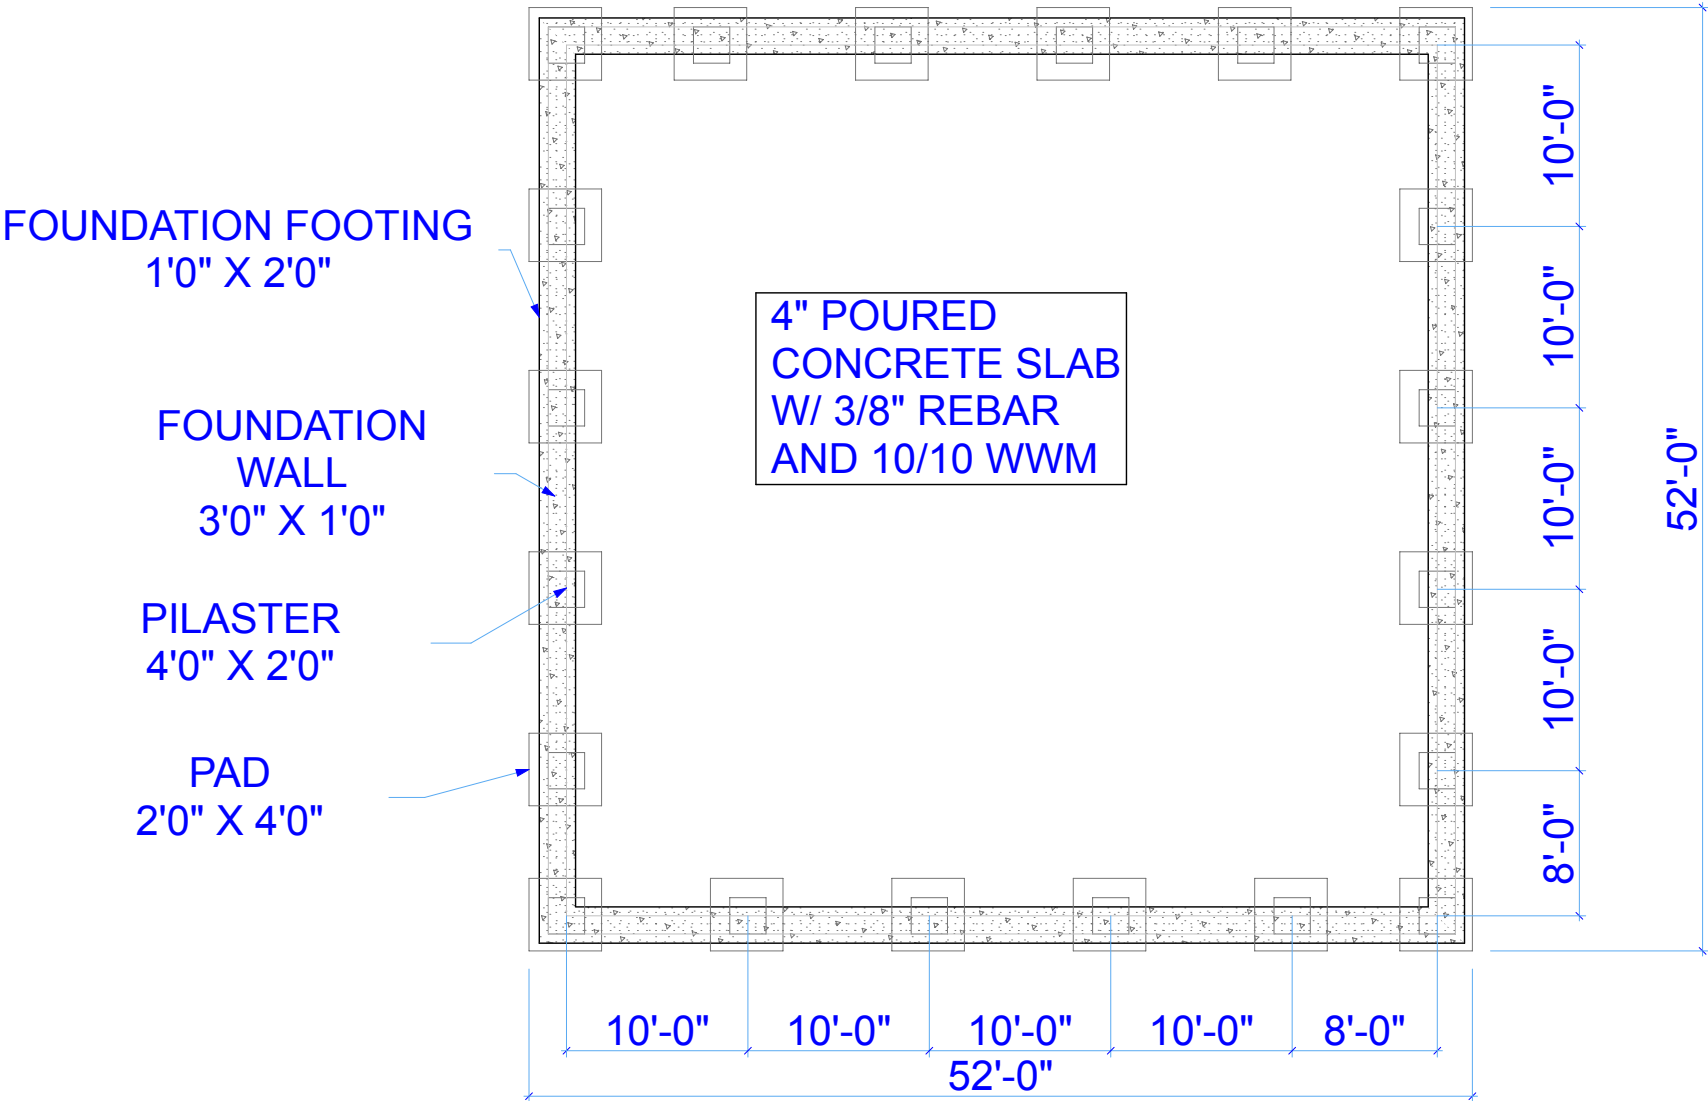 FOUNDATION FOOTING
1'0" X 2'0"
FOUNDATION
WALL
3'0" X 1'0"
PILASTER
4'0" X 2'0"
PAD
2'0" X 4'0"
4" POURED
CONCRETE SLAB
W/ 3/8" REBAR
AND 10/10 WWM
10'-0"
10'-0"
10'-0"
10'-0"
8'-0"
52'-0"
10'-0"
10'-0"
10'-0"
10'-0"
8'-0"
52'-0"